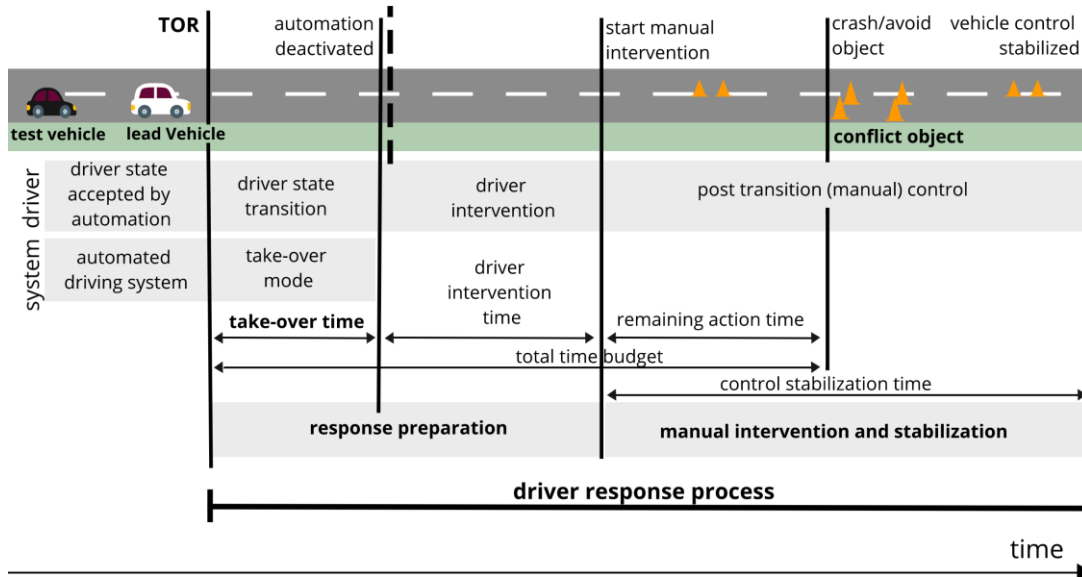 TOR
automation
deactivated
start manual
intervention
crash/avoid
object
vehicle control
stabilized
test vehicle
lead Vehicle
conflict object
driver
driver state
accepted by
automation
driver state
transition
driver
intervention
post transition (manual) control
system
automated
driving system
take-over
mode
driver
intervention
time
take-over time
remaining action time
total time budget
control stabilization time
response preparation
manual intervention and stabilization
driver response process
time